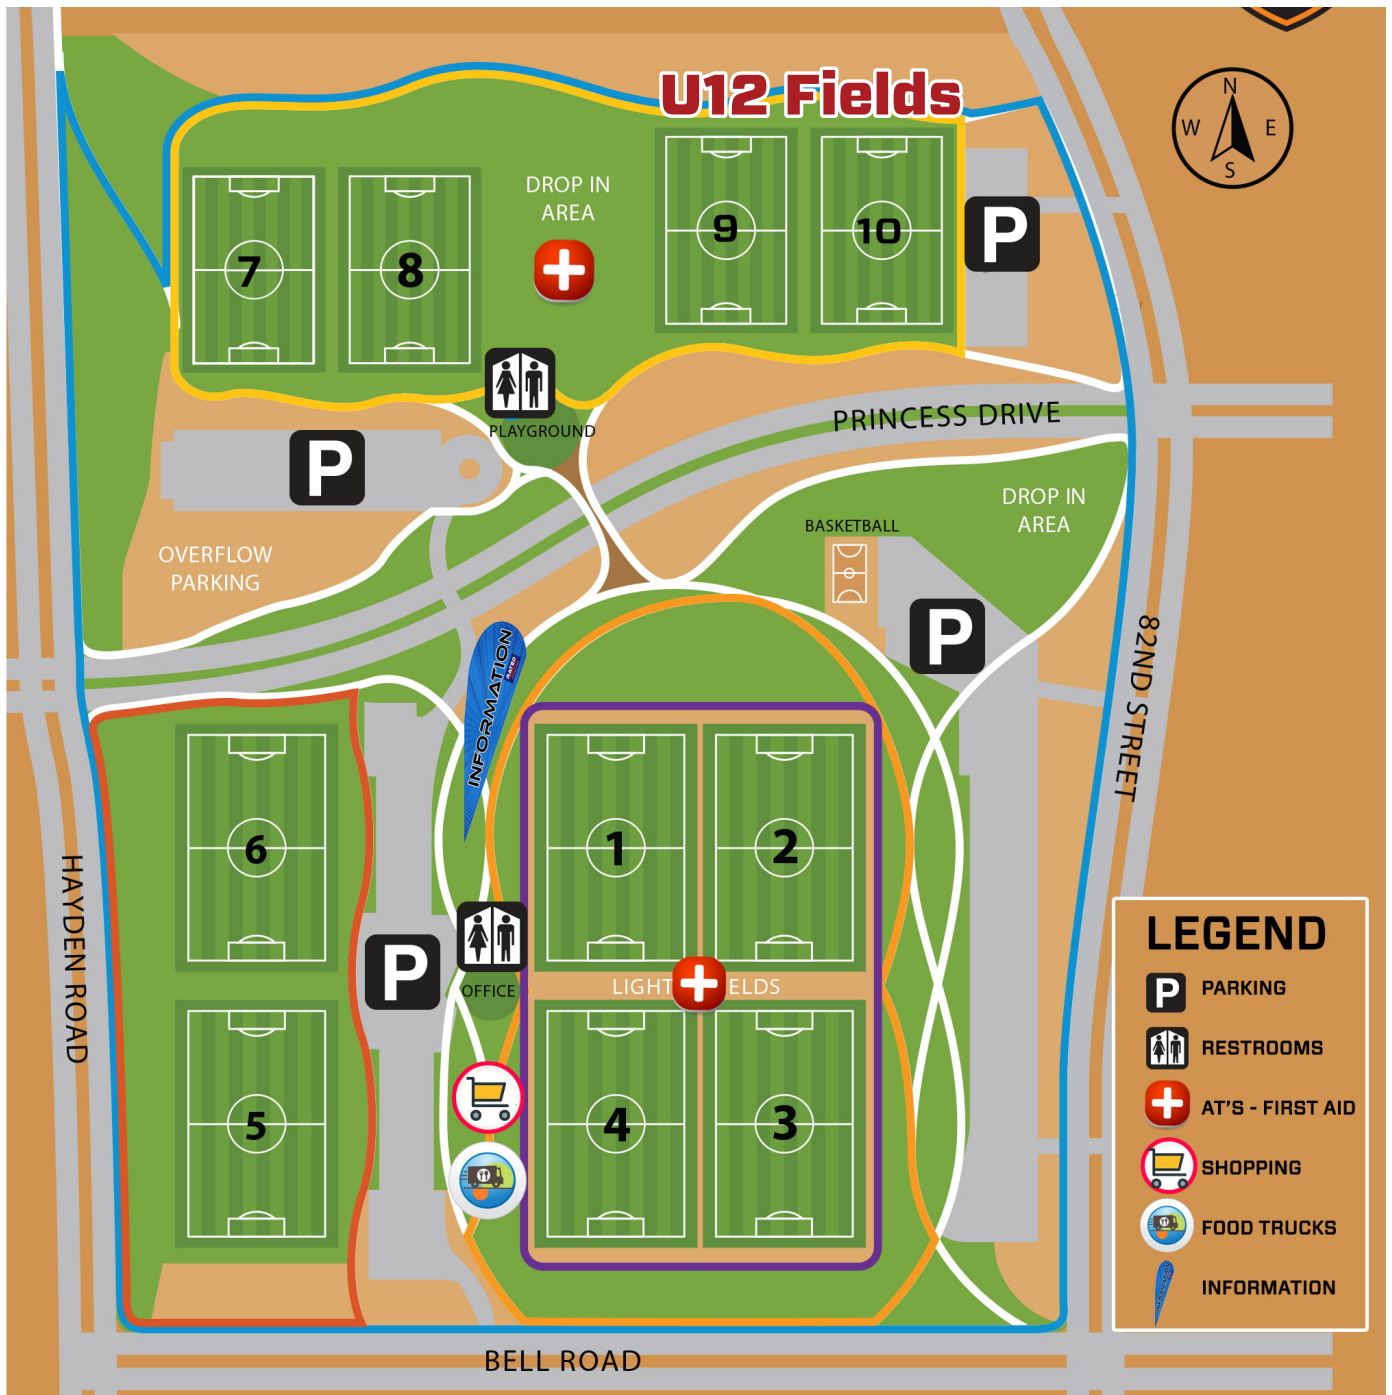 U12 Fields
N
W E
S
DROP IN
AREA
7
8
9
10
P
PLAYGROUND
PRINCESS DRIVE
P
DROP IN
AREA
BASKETBALL
OVERFLOW
PARKING
P
82ND STREET
INFORMATION
RATED
6
1
2
HAYDEN ROAD
P
OFFICE
LIGHT ELDS
5
4
3
LEGEND
P PARKING
RESTROOMS
AT'S - FIRST AID
SHOPPING
FOOD TRUCKS
INFORMATION INFORMATION
BELL ROAD